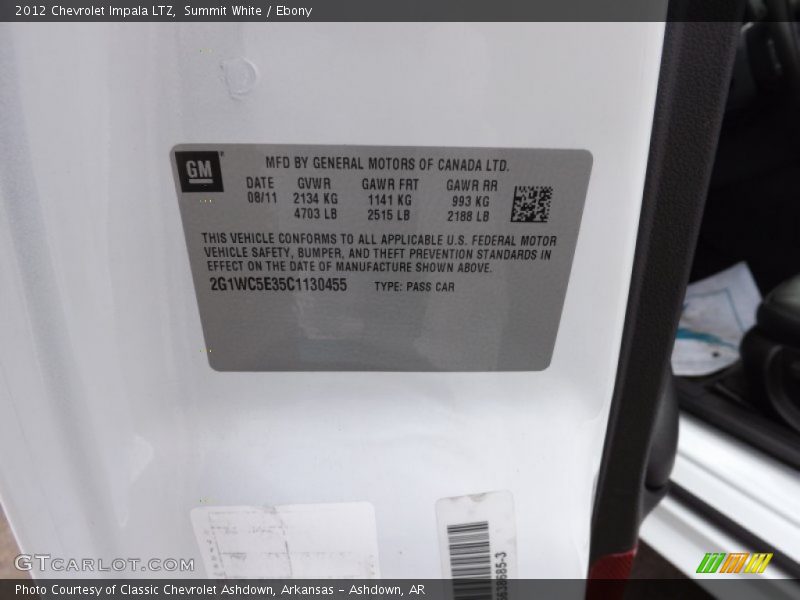 2012 Chevrolet Impala LTZ,  Summit White / Ebony
GM
MFD BY GENERAL MOTORS OF CANADA LTD.
DATE GVWR GAWR FRT GAWR RR
08/11 2134 KG 1141 KG 993 KG
4703 LB 2515 LB 2188 LB
THIS VEHICLE CONFORMS TO ALL APPLICABLE U.S. FEDERAL MOTOR
VEHICLE SAFETY, BUMPER, AND THEFT PREVENTION STANDARDS IN
EFFECT ON THE DATE OF MANUFACTURE SHOWN ABOVE.
2G1WC5E35C1130455 TYPE: PASS CAR
GTCARLOT.COM
Photo Courtesy of Classic Chevrolet Ashdown, Arkansas - Ashdown, AR